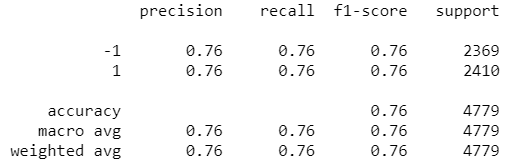 precision recall f1-score support
-1 0.76 0.76 0.76 2369
1 0.76 0.76 0.76 2410
accuracy 0.76 4779
macro avg 0.76 0.76 0.76 4779
weighted avg 0.76 0.76 0.76 4779